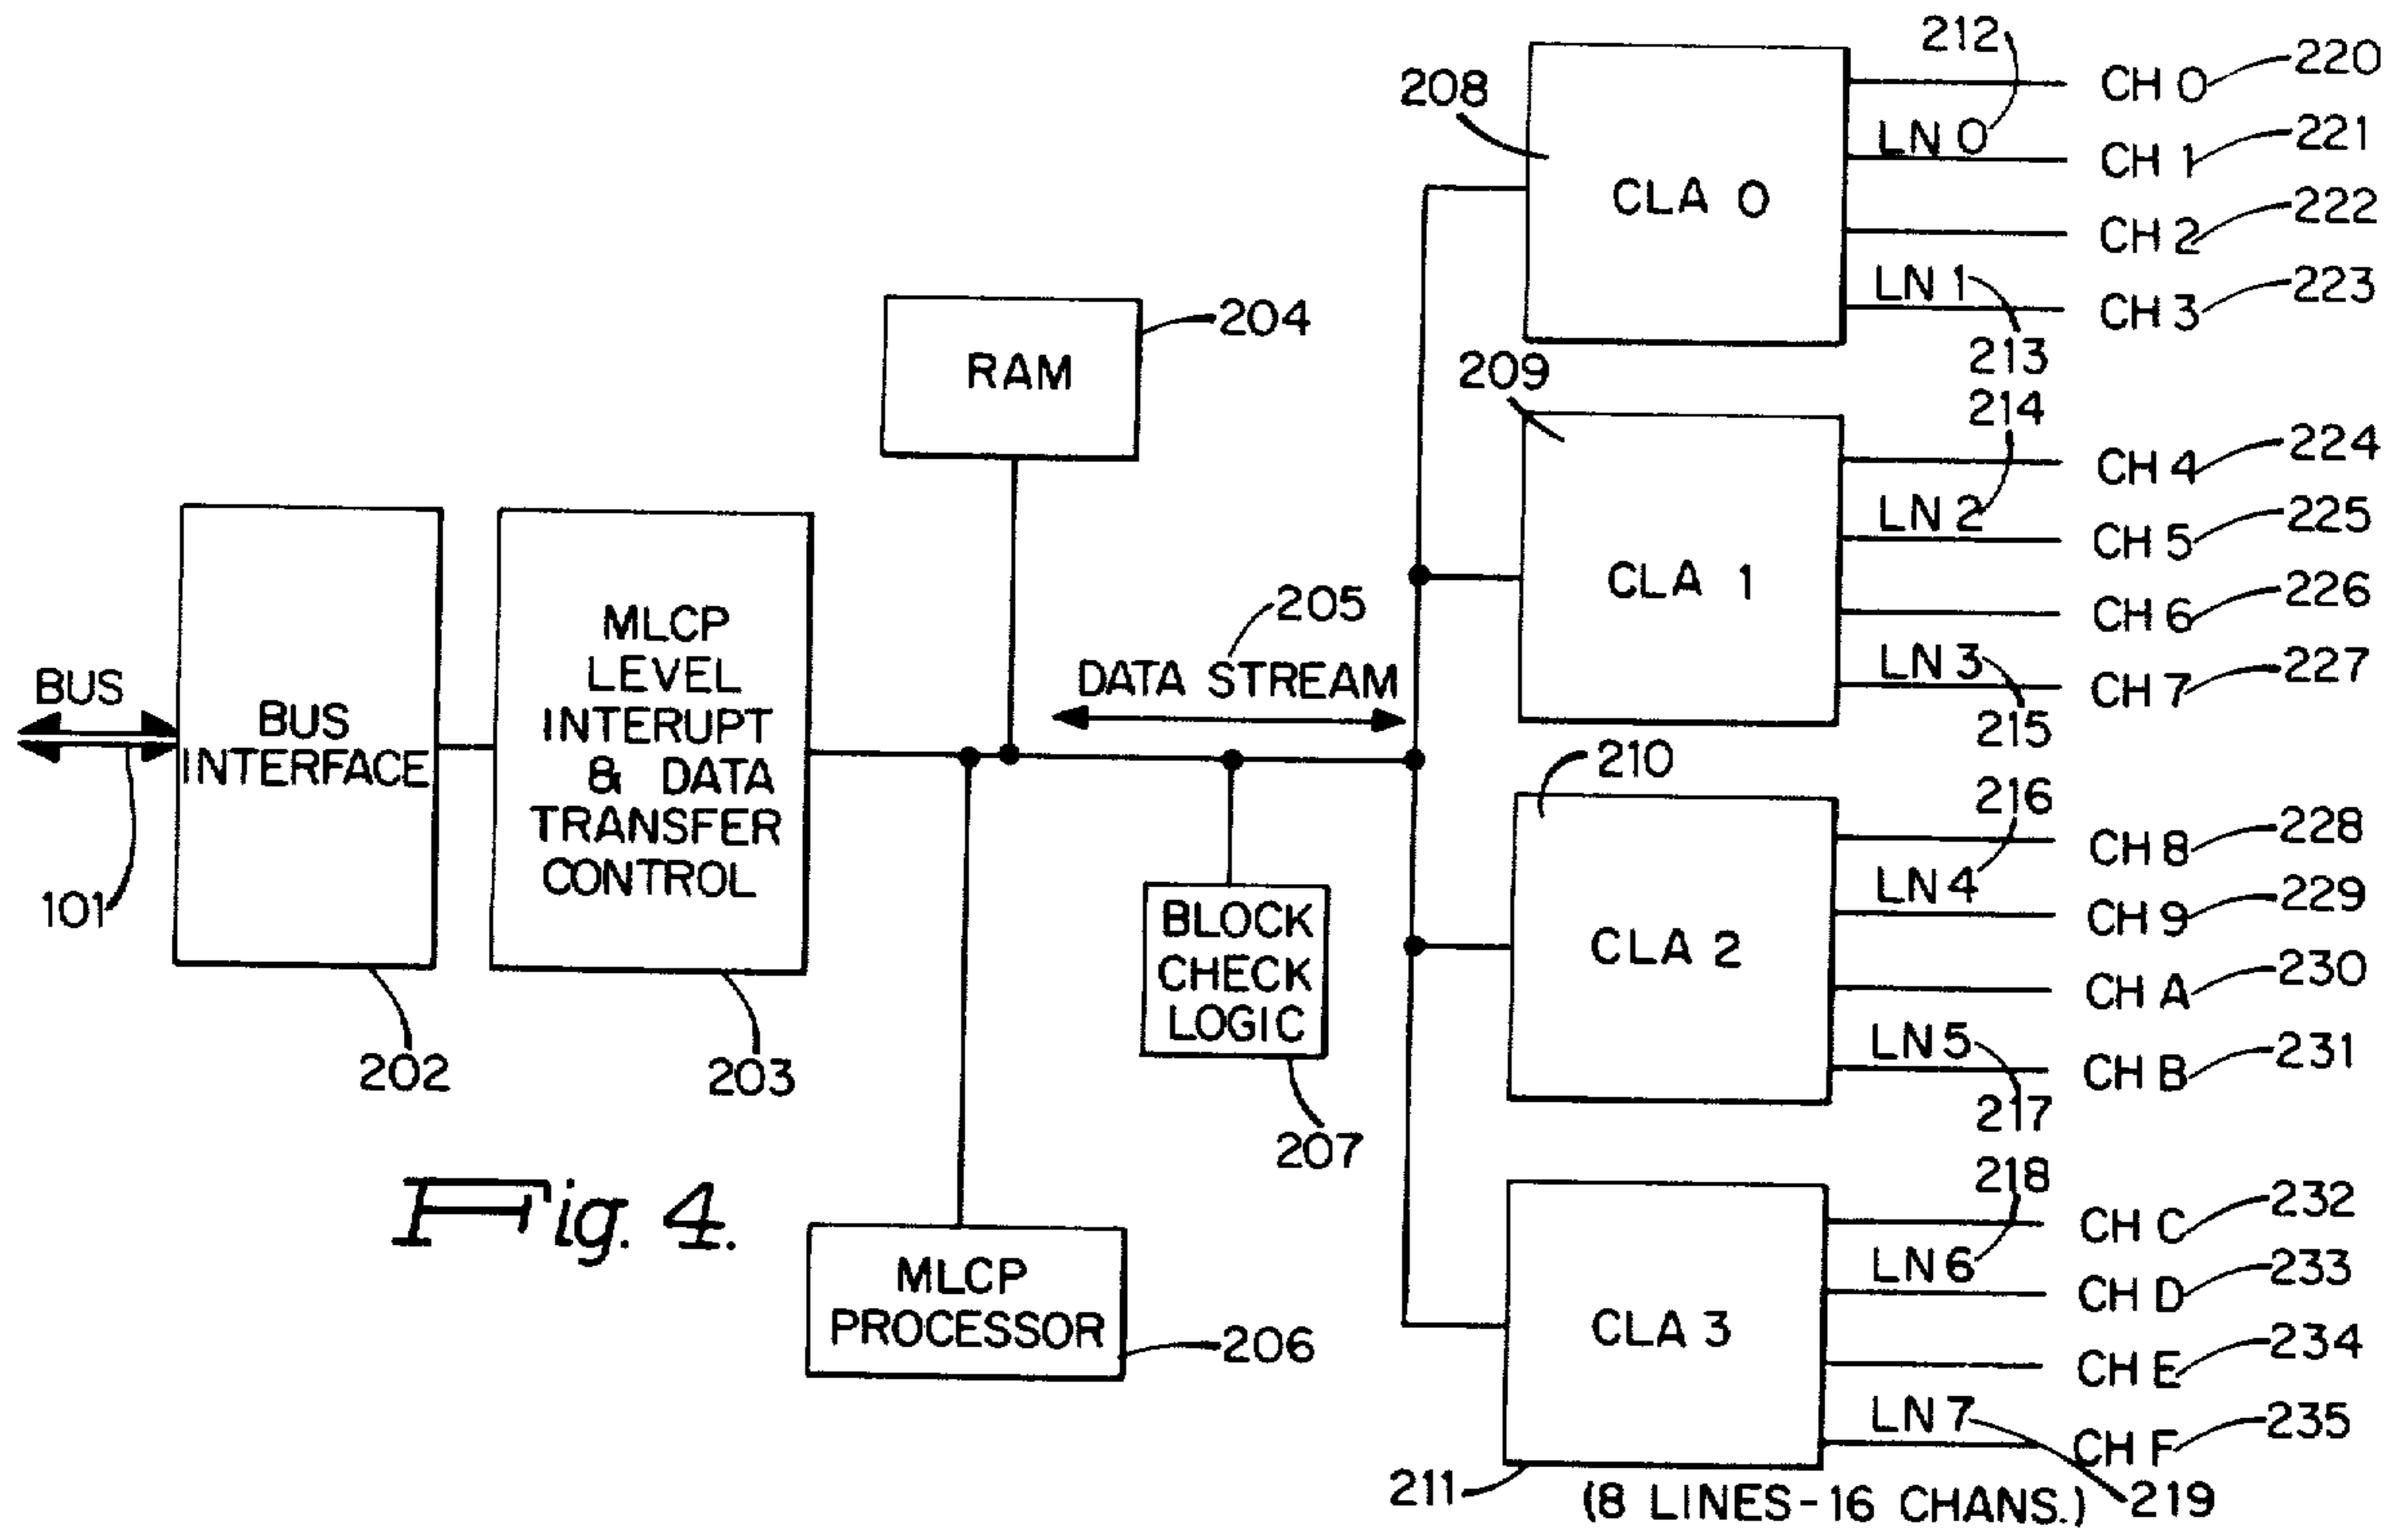 BUS
101
BUS
INTERFACE
202
MLCP
LEVEL
INTERUPT
& DATA
TRANSFER
CONTROL
203
RAM
204
205
DATA STREAM
BLOCK
CHECK
LOGIC
207
MLCP
PROCESSOR
206
208
CLA 0
212
LN 0
LN 1
213
CH 0 220
CH 1 221
CH 2 222
CH 3 223
209
CLA 1
214
LN 2
LN 3
215
CH 4 224
CH 5 225
CH 6 226
CH 7 227
210
CLA 2
216
LN 4
LN 5
217
CH 8 228
CH 9 229
CH A 230
CH B 231
211
CLA 3
218
LN 6
LN 7
219
CH C 232
CH D 233
CH E 234
CH F 235
(8 LINES-16 CHANS.)
Fig. 4.